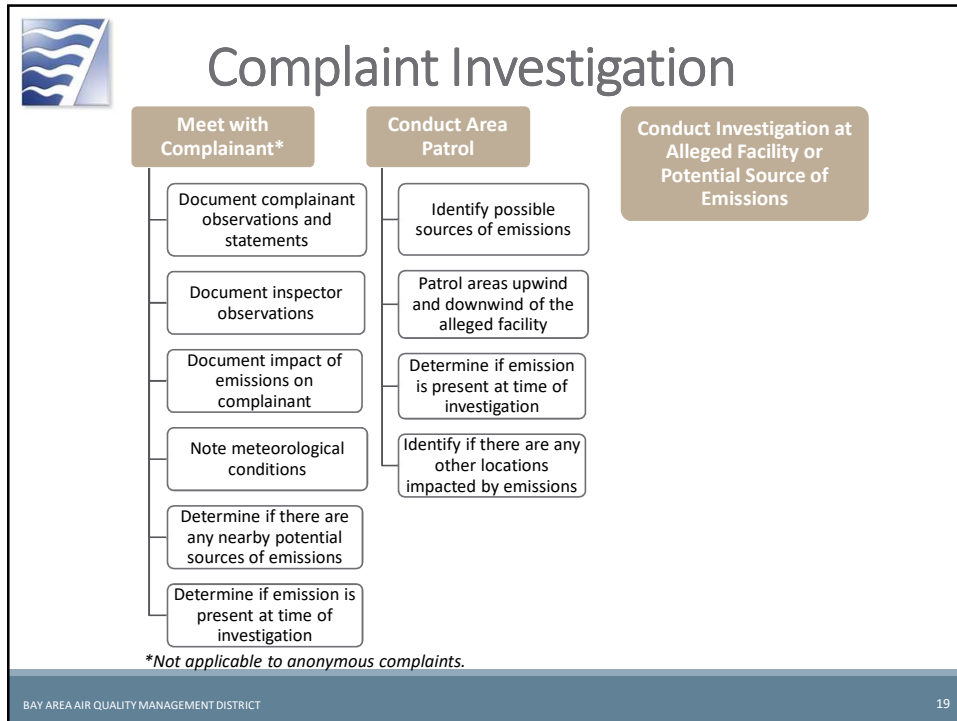 Complaint Investigation
Meet with
Complainant*
Document complainant
observations and
statements
Document inspector
observations
Document impact of
emissions on
complainant
Note meteorological
conditions
Determine if there are
any nearby potential
sources of emissions
Determine if emission is
present at time of
investigation
Conduct Area
Patrol
Identify possible
sources of emissions
Patrol areas upwind
and downwind of the
alleged facility
Determine if emission
is present at time of
investigation
Identify if there are any
other locations
impacted by emissions
Conduct Investigation at
Alleged Facility or
Potential Source of
Emissions
*Not applicable to anonymous complaints.
BAY AREA AIR QUALITY MANAGEMENT DISTRICT
19